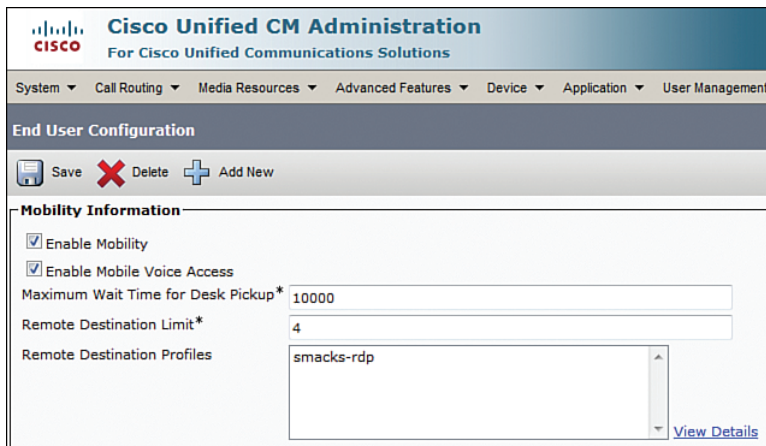 CISCO
Cisco Unified CM Administration
For Cisco Unified Communications Solutions
System Call Routing Media Resources Advanced Features Device Application User Management
End User Configuration
Save Delete Add New
Mobility Information
Enable Mobility
Enable Mobile Voice Access
Maximum Wait Time for Desk Pickup* 10000
Remote Destination Limit* 4
Remote Destination Profiles smacks-rdp
View Details